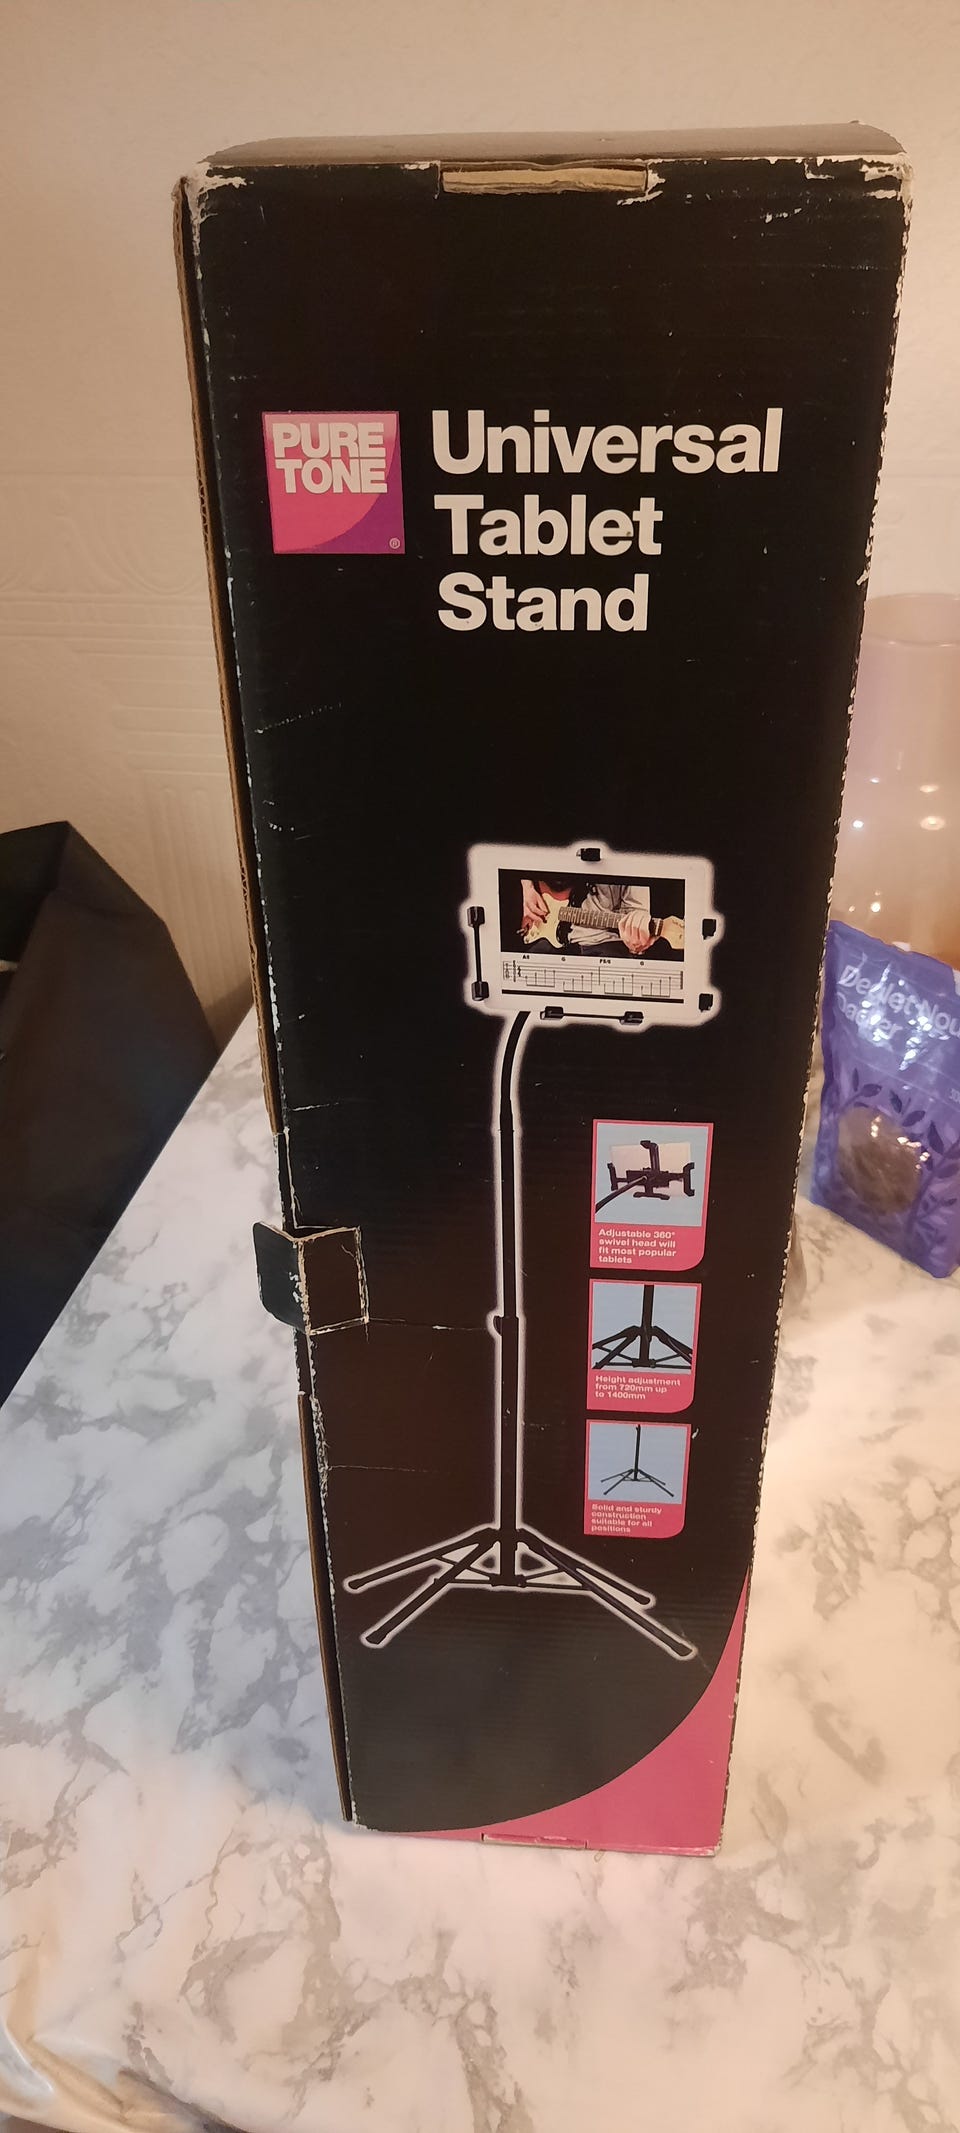 PURE
TONE
®
Universal
Tablet
Stand
Adjustable 360°
swivel head will
fit most popular
tablets
Height adjustment
from 720mm up
to 1400mm
Solid and sturdy
construction
suitable for all
positions